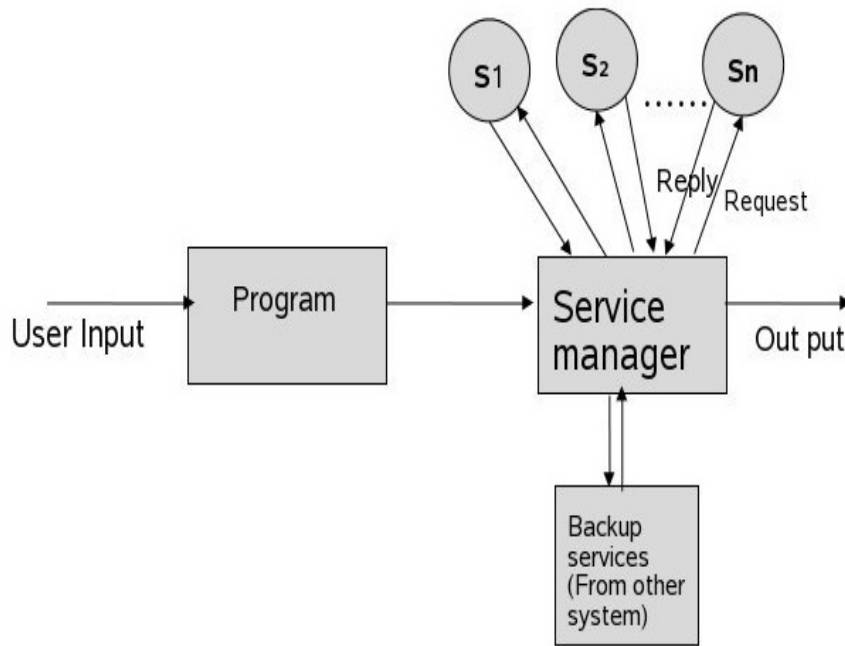 S1
S2
......
Sn
Reply
Request
Program
User Input
Service
manager
Out put
Backup
services
(From other
system)